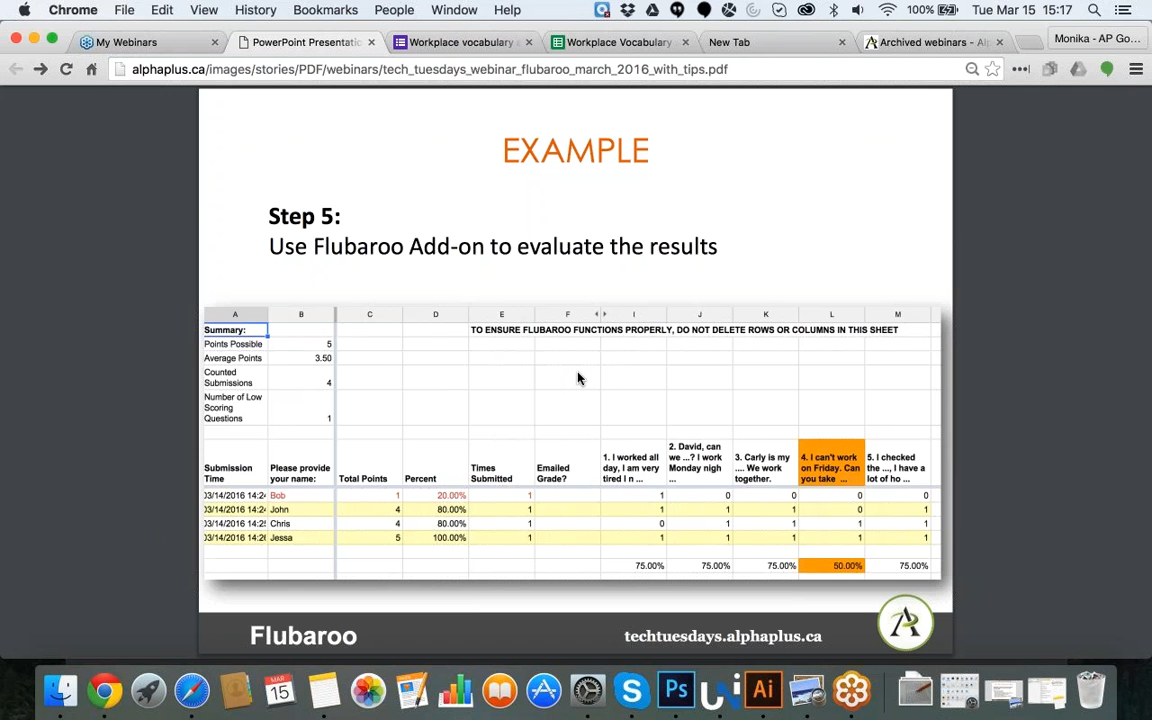 Chrome File Edit View History Bookmarks People Window Help 100% Tue Mar 15 15:17
My Webinars
PowerPoint Presentatio
Workplace vocabulary a
Workplace Vocabulary
New Tab
Archived webinars - Alp
Monika - AP Go...
alphaplus.ca/images/stories/PDF/webinars/tech_tuesdays_webinar_flubaroo_march_2016_with_tips.pdf
EXAMPLE
Step 5:
Use Flubaroo Add-on to evaluate the results
A B C D E F I J K L M
Summary: TO ENSURE FLUBAROO FUNCTIONS PROPERLY, DO NOT DELETE ROWS OR COLUMNS IN THIS SHEET
Points Possible 5
Average Points 3.50
Counted
Submissions 4
Number of Low
Scoring
Questions 1
Submission
Time
Please provide
your name:
Total Points
Percent
Times
Submitted
Emailed
Grade?
1. I worked all
day, I am very
tired I n ...
2. David, can
we ...? I work
Monday nigh
...
3. Carly is my
.... We work
together.
4. I can't work
on Friday. Can
you take ...
5. I checked
the ..., I have a
lot of ho ...
03/14/2016 14:24 Bob 1 20.00% 1 1 0 0 0 0
03/14/2016 14:24 John 4 80.00% 1 1 1 1 0 1
03/14/2016 14:25 Chris 4 80.00% 1 0 1 1 1 1
03/14/2016 14:26 Jessa 5 100.00% 1 1 1 1 1 1
75.00% 75.00% 75.00% 50.00% 75.00%
Flubaroo
techtuesdays.alphaplus.ca
MAR
15
Ps
Ai